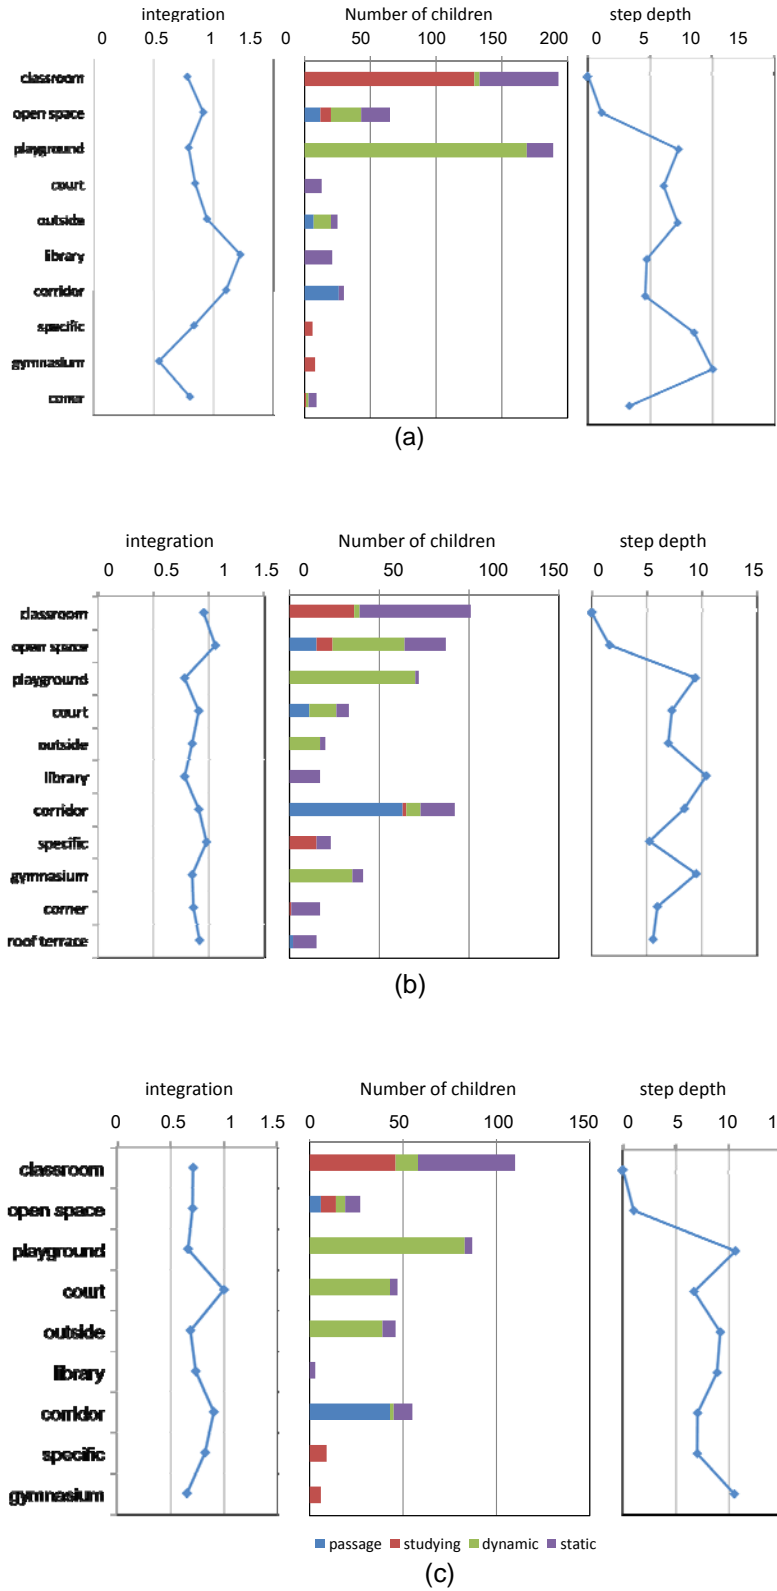 integration Number of children step depth
0 0.5 1 1.5 0 50 100 150 200 0 5 10 15
classroom
open space
playground
court
outside
library
corridor
specific
gymnasium
corner
(a)
integration Number of children step depth
0 0.5 1 1.5 0 50 100 150 0 5 10 15
classroom
open space
playground
court
outside
library
corridor
specific
gymnasium
corner
roof terrace
(b)
integration Number of children step depth
0 0.5 1 1.5 0 50 100 150 0 5 10 15
classroom
open space
playground
court
outside
library
corridor
specific
gymnasium
passage studying dynamic static
(c)